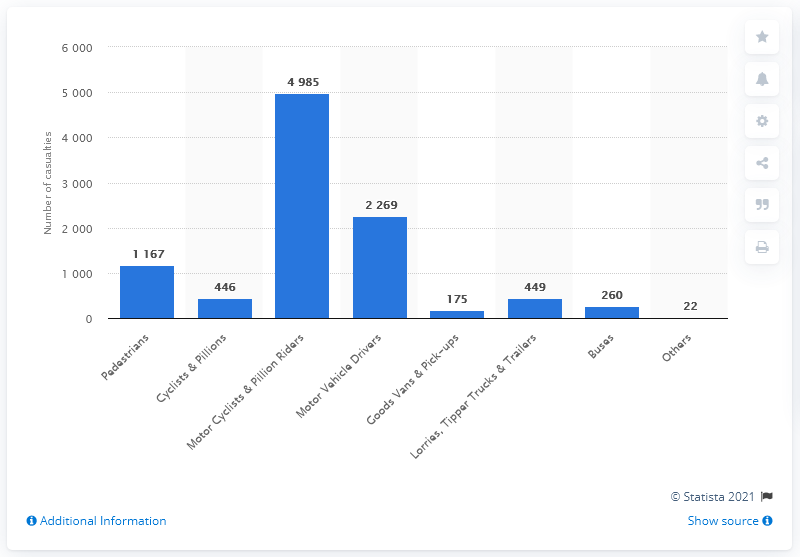 Number of casualties
6 000
5 000
4 000
3 000
2 000
1 000
0
1 167
446
4 985
2 269
175
449
260
22
Pedestrians
Cyclists & Pillions
Motor Cyclists & Pillion Riders
Motor Vehicle Drivers
Goods Vans & Pick-ups
Lorries, Tipper Trucks & Trailers
Buses
Others
© Statista 2021
Additional Information
Show source